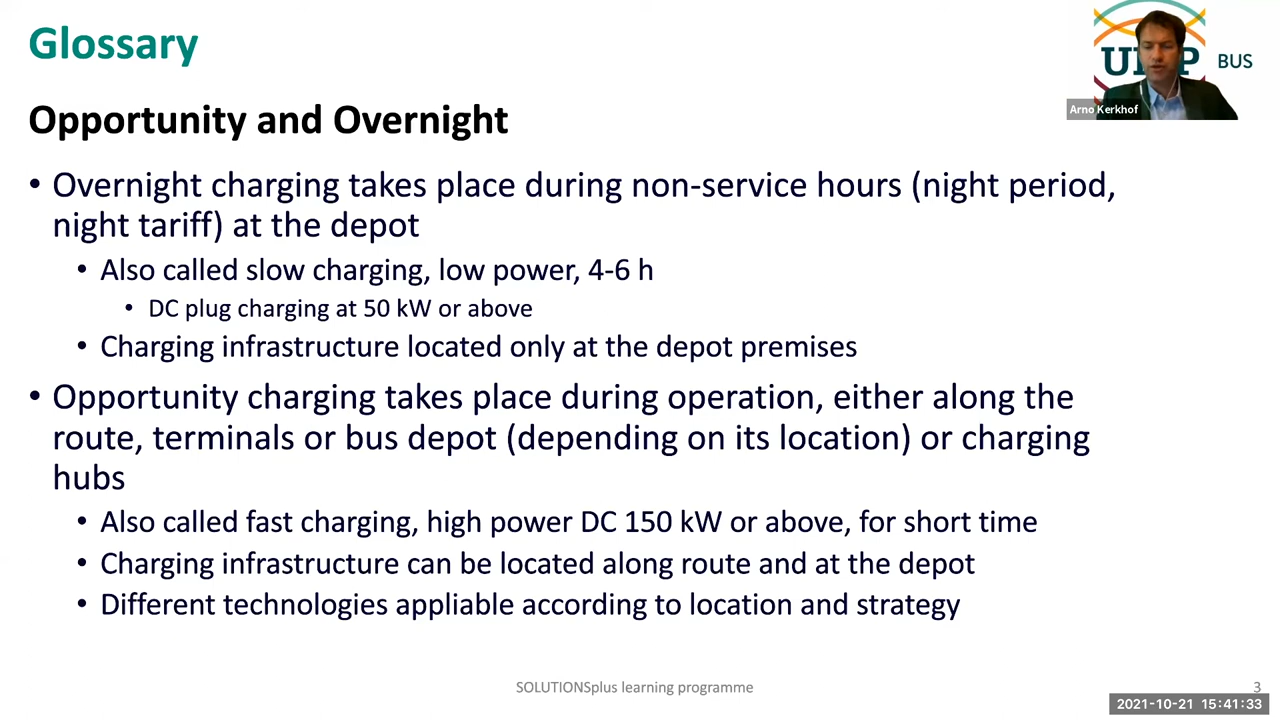 Glossary
BUS
Arno Kerkhof
Opportunity and Overnight
• Overnight charging takes place during non-service hours (night period,
night tariff) at the depot
• Also called slow charging, low power, 4-6 h
• DC plug charging at 50 kW or above
• Charging infrastructure located only at the depot premises
• Opportunity charging takes place during operation, either along the
route, terminals or bus depot (depending on its location) or charging
hubs
• Also called fast charging, high power DC 150 kW or above, for short time
• Charging infrastructure can be located along route and at the depot
• Different technologies appliable according to location and strategy
SOLUTIONSplus learning programme
3
2021-10-21 15:41:33